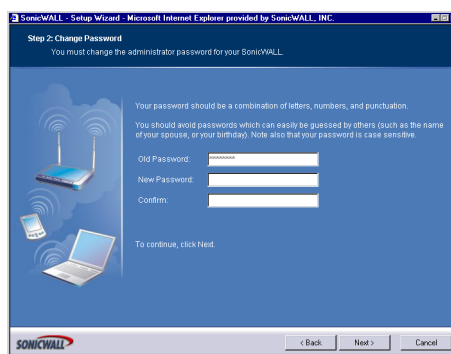 SonicWALL - Setup Wizard - Microsoft Internet Explorer provided by SonicWALL, INC.
Step 2: Change Password
You must change the administrator password for your SonicWALL.
Your password should be a combination of letters, numbers, and punctuation.
You should avoid passwords which can easily be guessed by others (such as the name
of your spouse, or your birthday). Note also that your password is case sensitive.
Old Password: ********
New Password:
Confirm:
To continue, click Next.
SONICWALL
< Back
Next >
Cancel